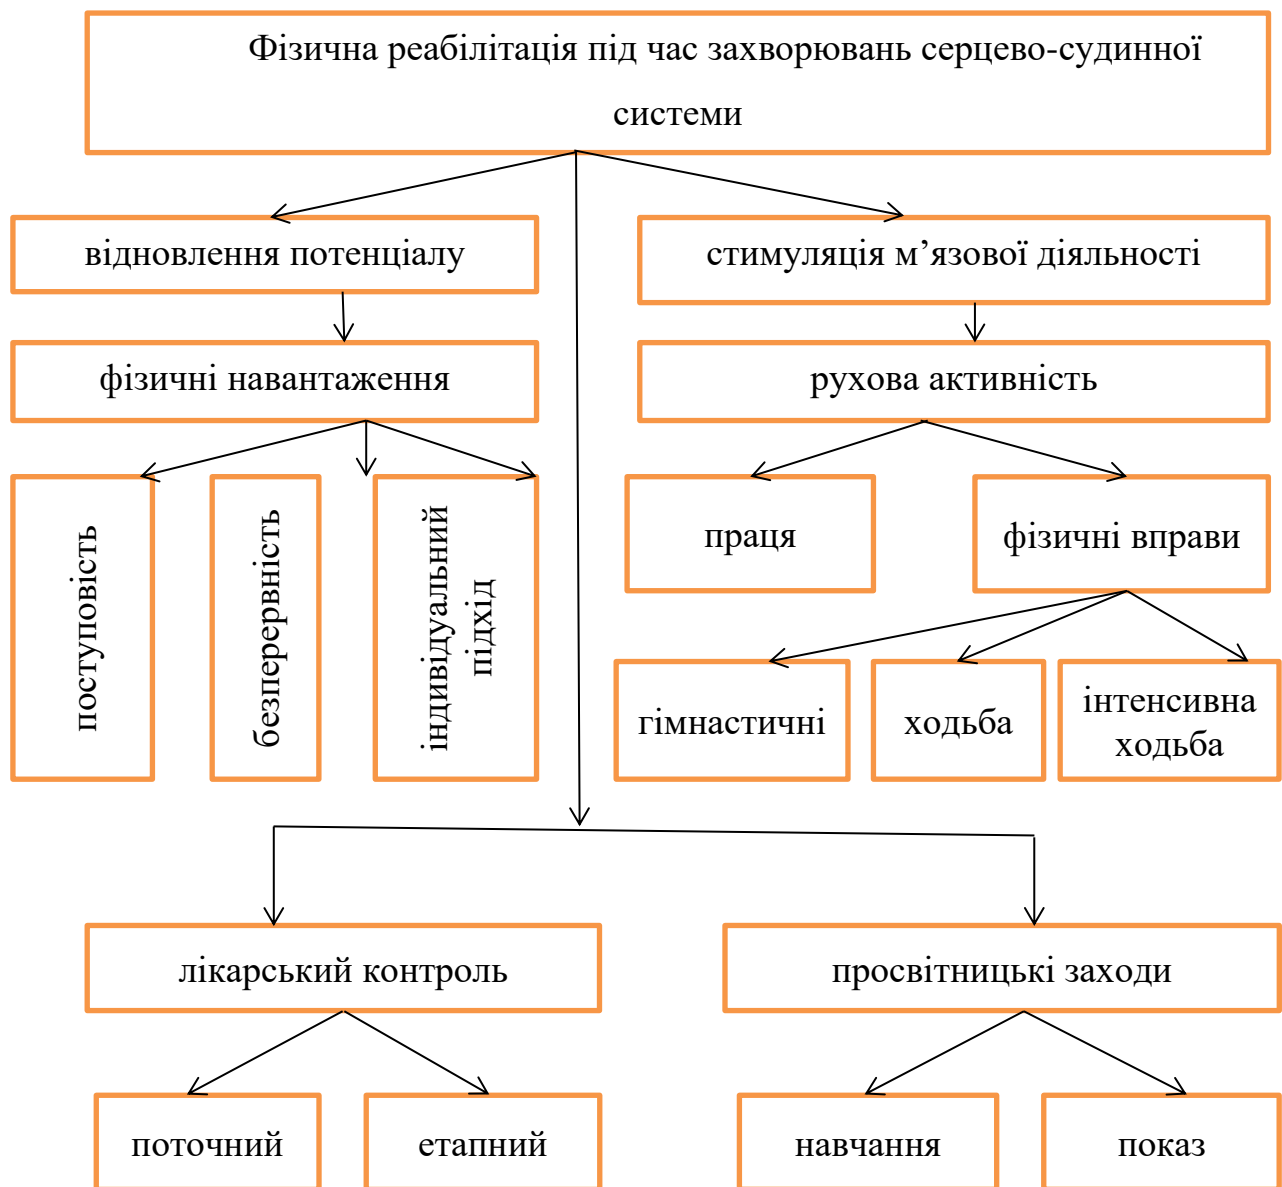 Фізична реабілітація під час захворювань серцево-судинної
системи
відновлення потенціалу
стимуляція м’язової діяльності
фізичні навантаження
рухова активність
поступовість
безперервність
індивідуальний
підхід
праця
фізичні вправи
гімнастичні
ходьба
інтенсивна
ходьба
лікарський контроль
просвітницькі заходи
поточний
етапний
навчання
показ